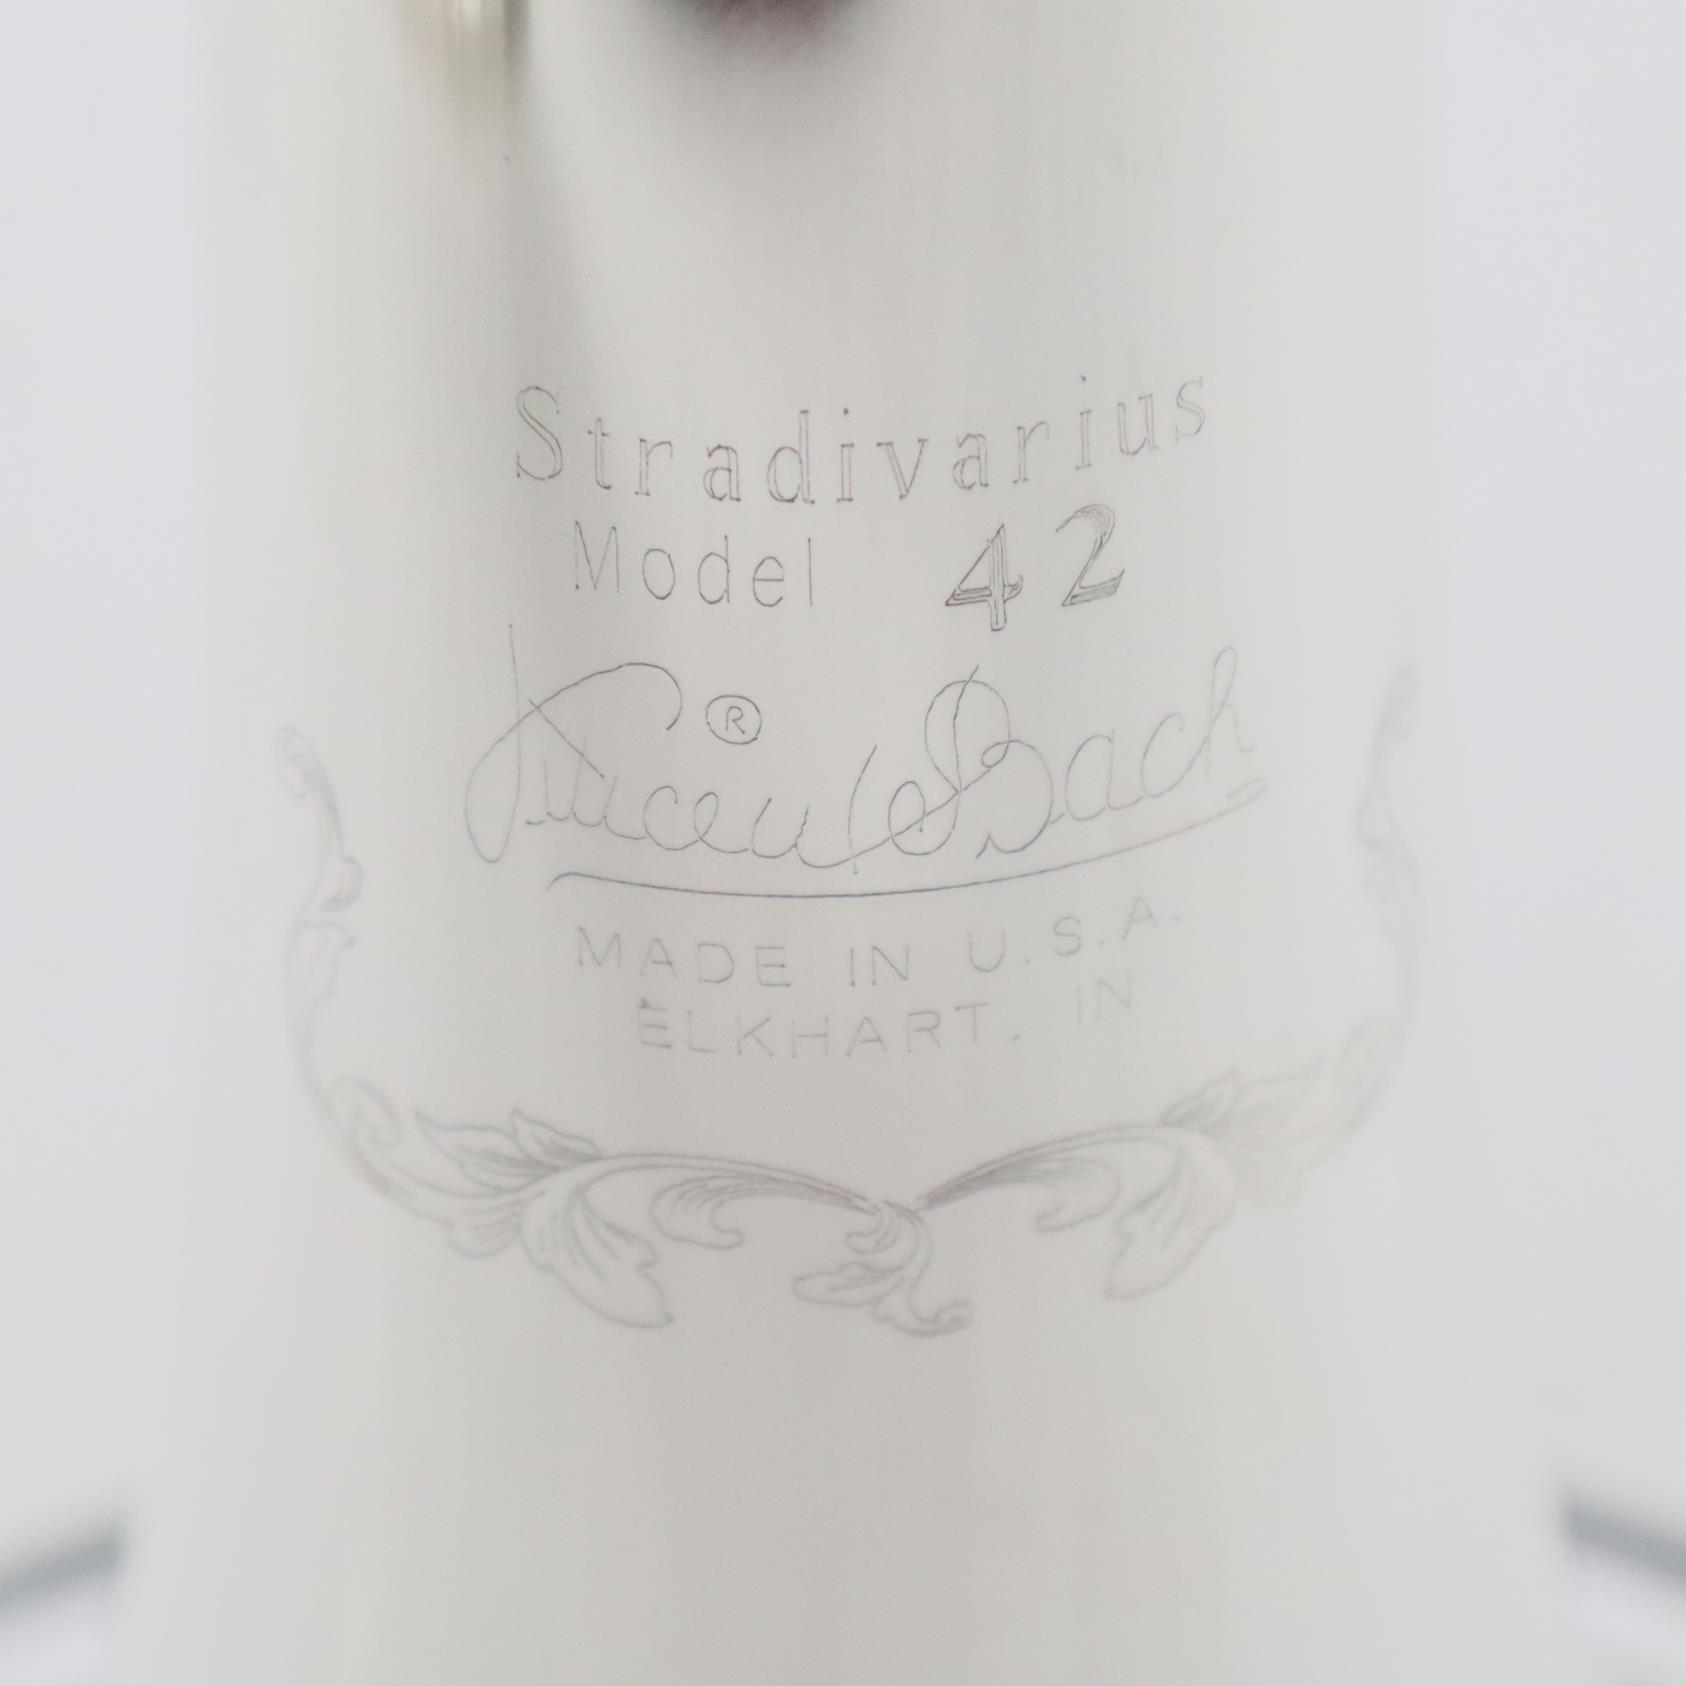 Stradivarius
Model 42
Vincent Bach
®
MADE IN U.S.A.
ELKHART. IN